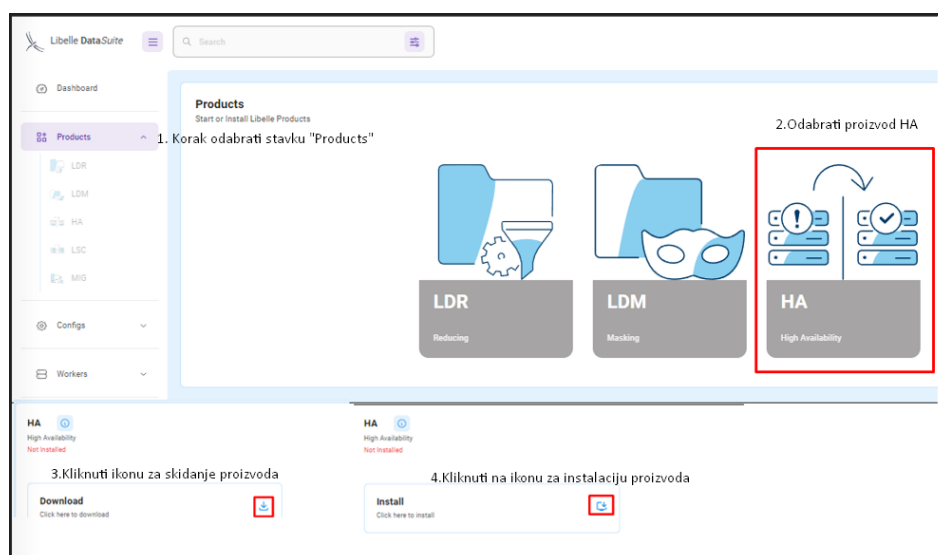 Libelle DataSuite
Search
Dashboard
Products
Start or Install Libelle Products
2.Odabrati proizvod HA
Products
1. Korak odabrati stavku "Products"
LDR
LDM
HA
LSC
MIG
LDR
Reducing
LDM
Masking
HA
High Availability
Configs
Workers
HA
High Availability
Not Installed
3.Kliknuti ikonu za skidanje proizvoda
Download
Click here to download
HA
High Availability
Not Installed
4.Kliknuti na ikonu za instalaciju proizvoda
Install
Click here to install